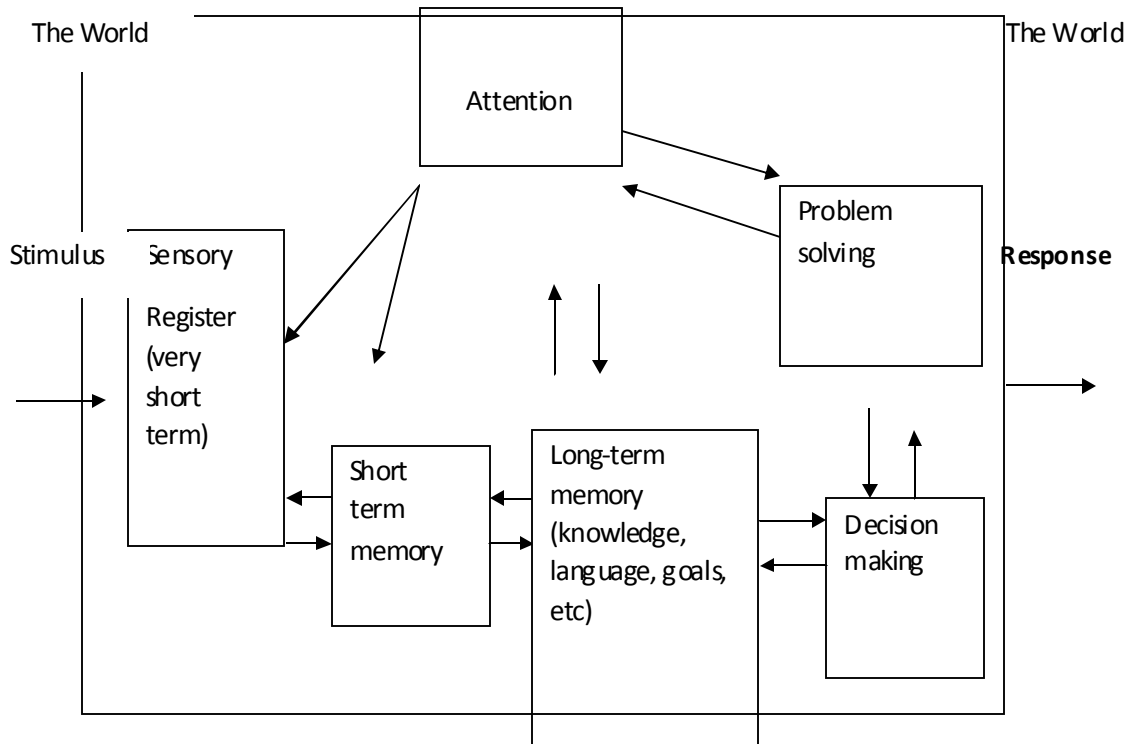 The World
The World
Attention
Problem
solving
Stimulus
Sensory
Response
Register
(very
short
term)
Short
term
memory
Long-term
memory
(knowledge,
language, goals,
etc)
Decision
making